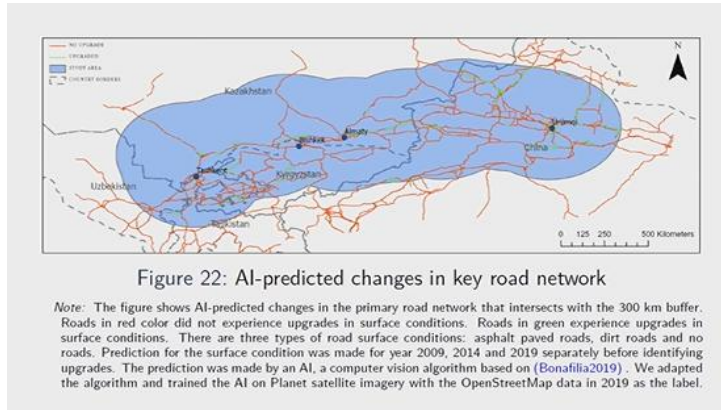 NO UPGRADE
UPGRADED
STUDY AREA
COUNTRY BORDERS
N
Kazakhstan
Almaty
Bishkek
Urumqi
China
Tashkent
Kyrgyzstan
Uzbekistan
Tajikistan
0 125 250 500 Kilometers
Figure 22: AI-predicted changes in key road network
Note: The figure shows AI-predicted changes in the primary road network that intersects with the 300 km buffer.
Roads in red color did not experience upgrades in surface conditions. Roads in green experience upgrades in
surface conditions. There are three types of road surface conditions: asphalt paved roads, dirt roads and no
roads. Prediction for the surface condition was made for year 2009, 2014 and 2019 separately before identifying
upgrades. The prediction was made by an AI, a computer vision algorithm based on (Bonafilia2019) . We adapted
the algorithm and trained the AI on Planet satellite imagery with the OpenStreetMap data in 2019 as the label.